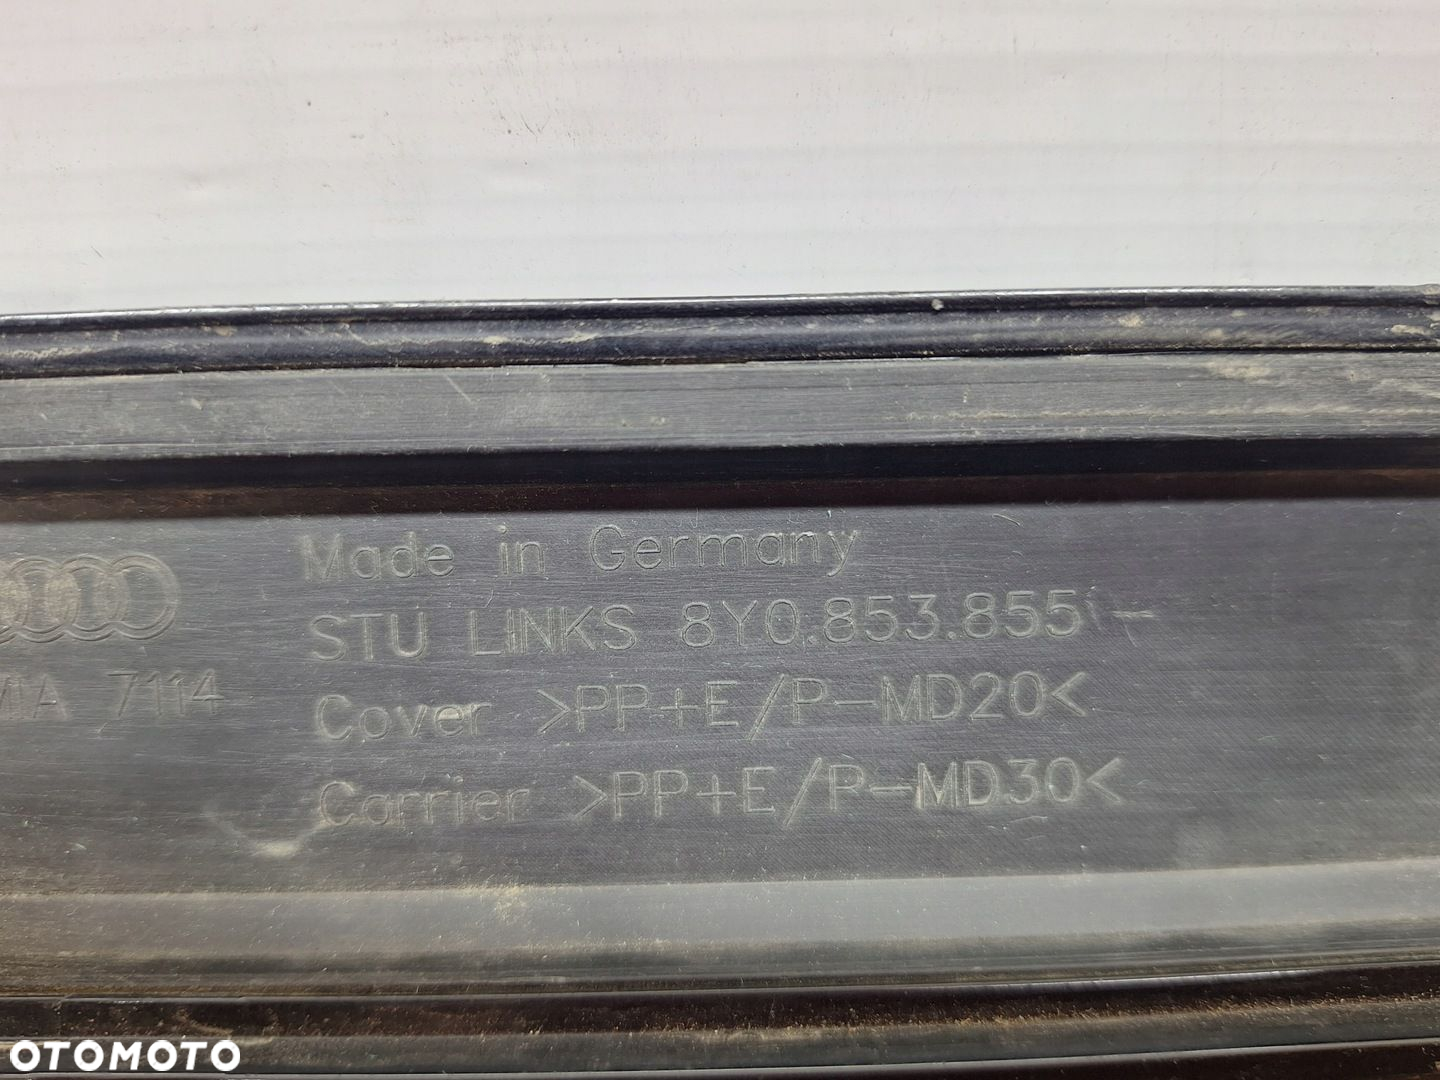 Made in Germany
STU LINKS 8Y0.853.855 -
7114
Cover >PP+E/P-MD20<
Carrier >PP+E/P-MD30<
OTOMOTO